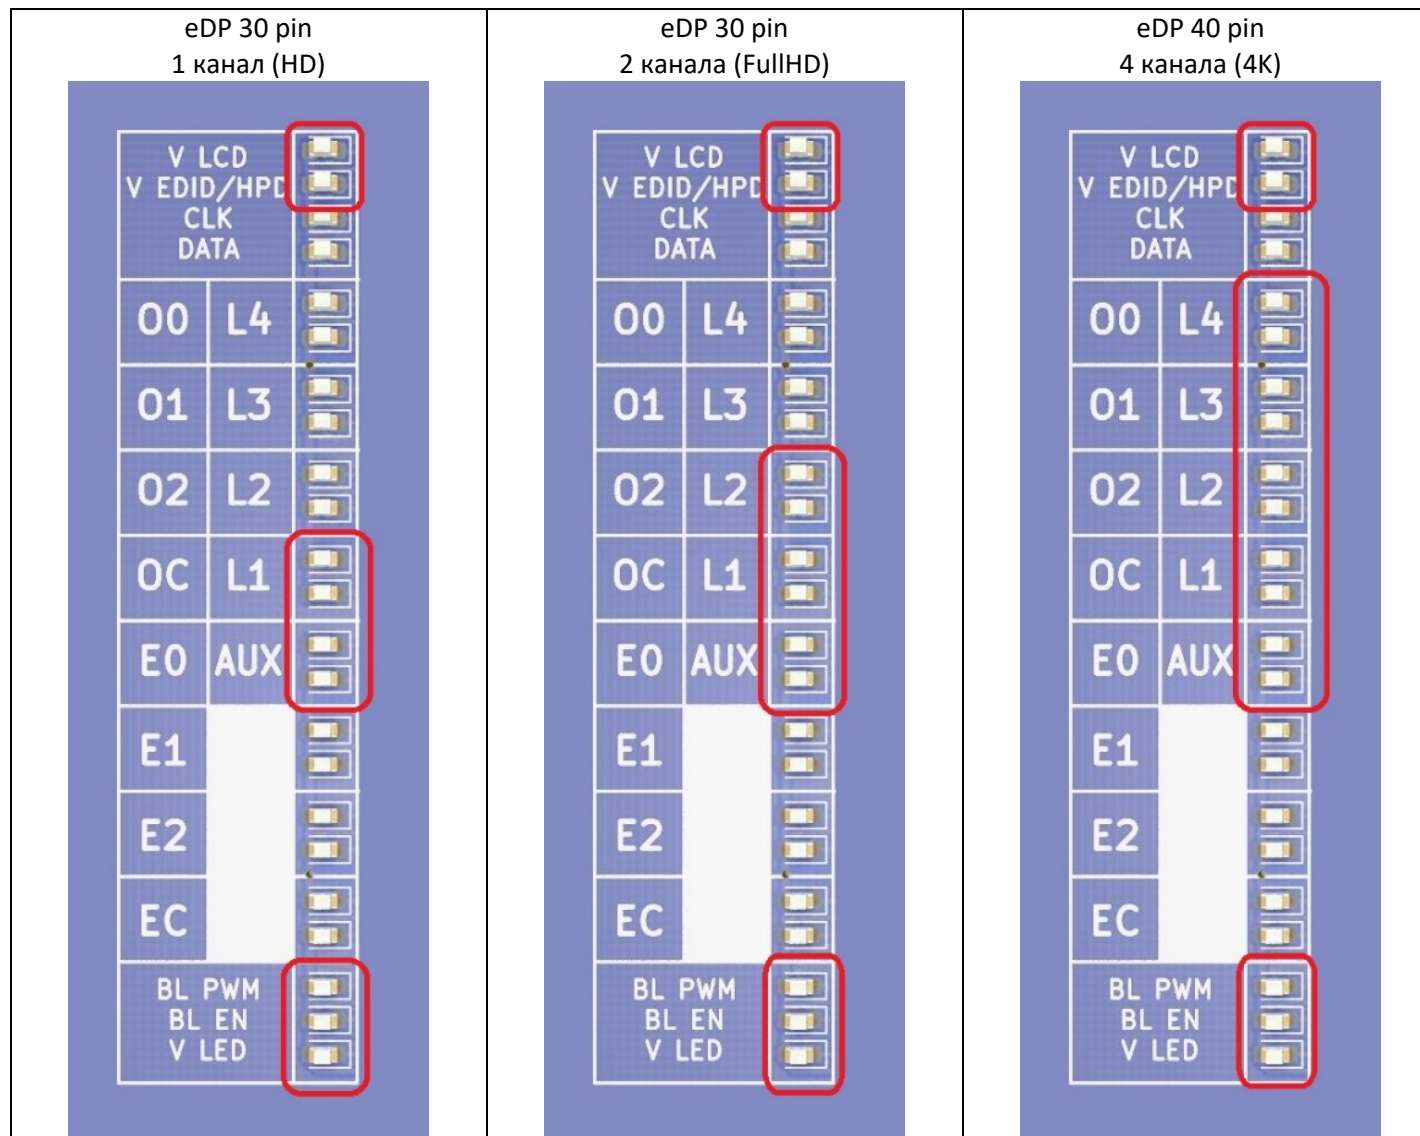 eDP 30 pin
1 канал (HD)
V LCD
V EDID/HPD
CLK
DATA
O0 L4
O1 L3
O2 L2
OC L1
E0 AUX
E1
E2
EC
BL PWM
BL EN
V LED
eDP 30 pin
2 канала (FullHD)
V LCD
V EDID/HPD
CLK
DATA
O0 L4
O1 L3
O2 L2
OC L1
E0 AUX
E1
E2
EC
BL PWM
BL EN
V LED
eDP 40 pin
4 канала (4K)
V LCD
V EDID/HPD
CLK
DATA
O0 L4
O1 L3
O2 L2
OC L1
E0 AUX
E1
E2
EC
BL PWM
BL EN
V LED